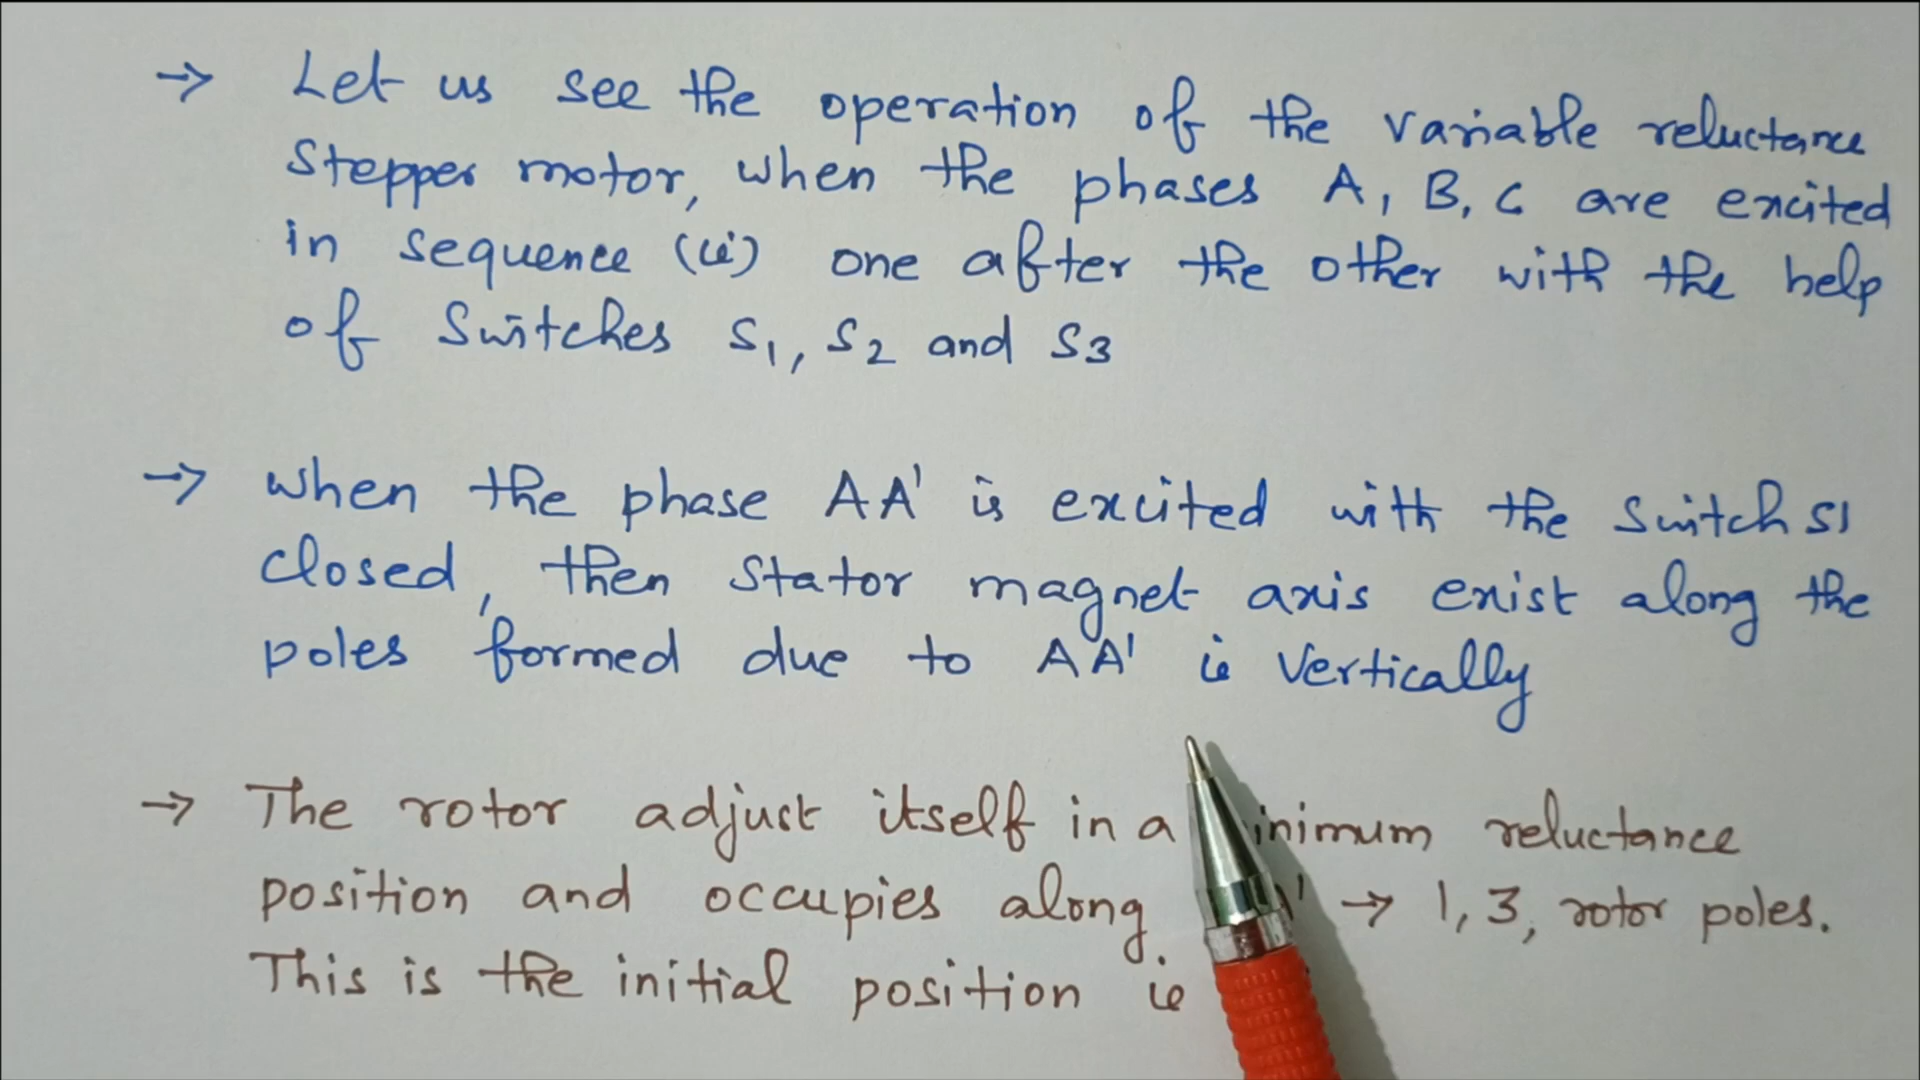 → Let us see the operation of the variable reluctance
stepper motor, when the phases A, B, C are excited
in sequence (ie) one after the other with the help
of switches S1, S2 and S3
→ when the phase AA' is excited with the switch S1
closed, then stator magnet axis exist along the
poles formed due to AA' ie vertically
→ The rotor adjust itself in a reluctance
position and occupies along → 1, 3, rotor poles.
This is the initial position ie